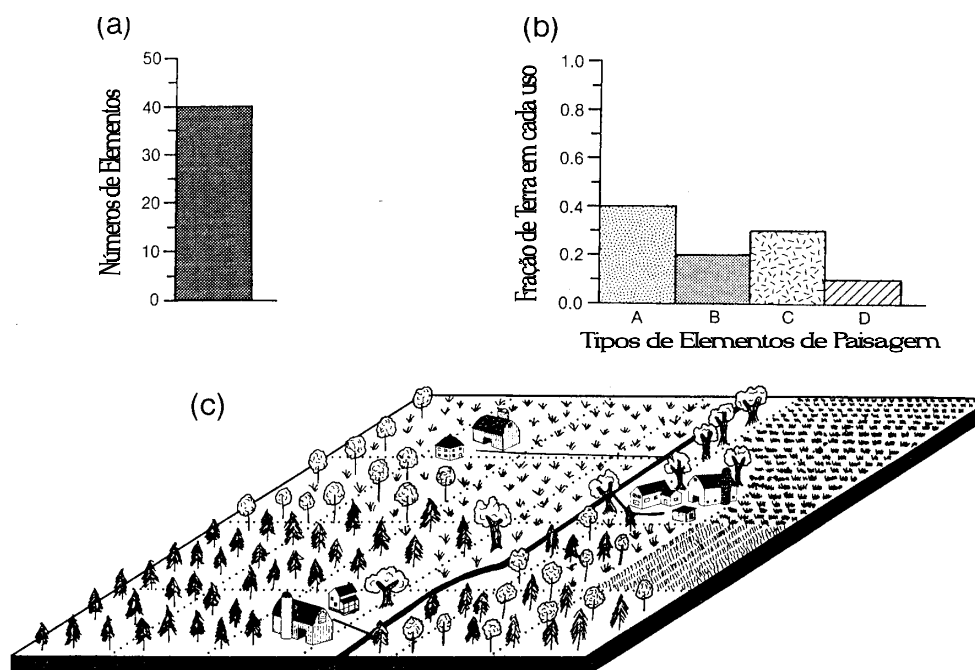 (a)
Números de Elementos
50
40
30
20
10
0
(b)
Fração de Terra em cada uso
1.0
0.8
0.6
0.4
0.2
0.0
A B C D
Tipos de Elementos de Paisagem
(c)